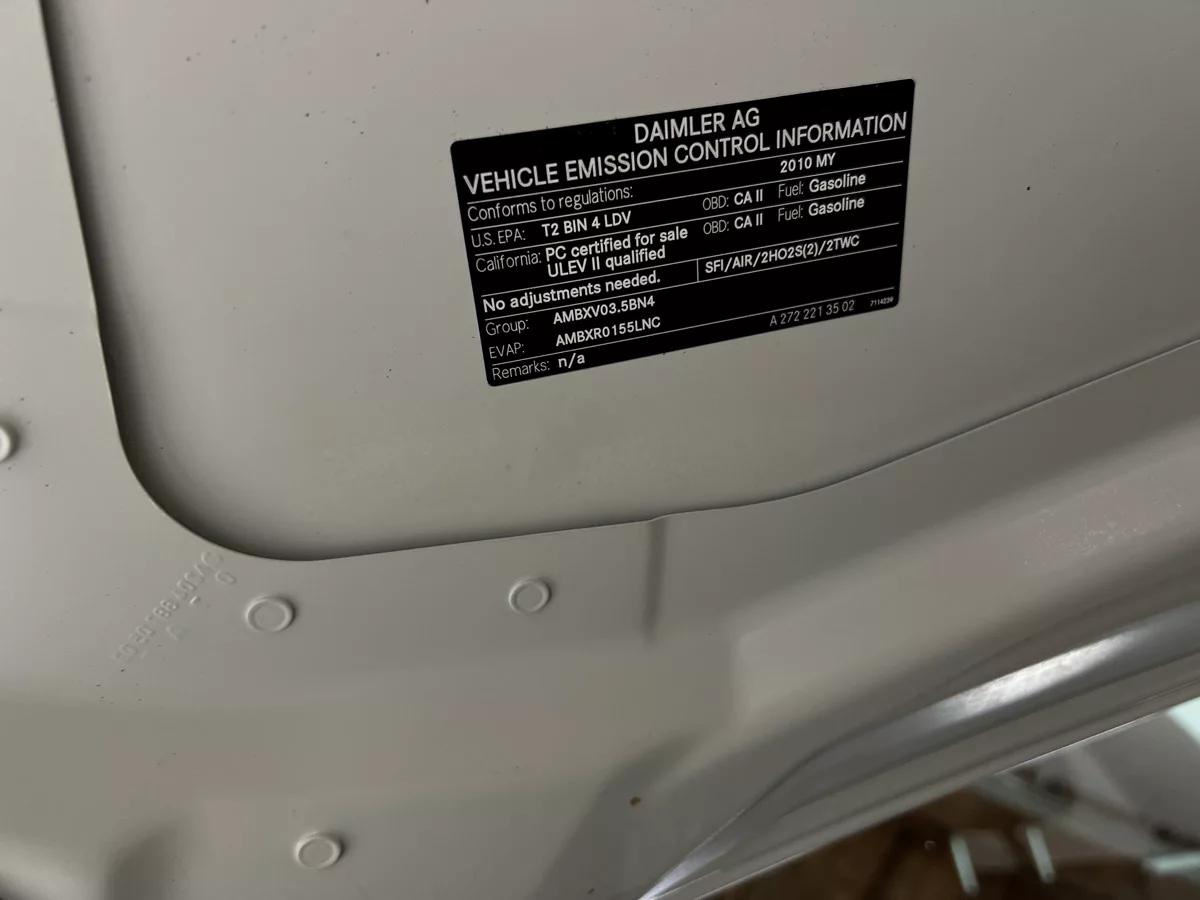 DAIMLER AG
VEHICLE EMISSION CONTROL INFORMATION
Conforms to regulations: 2010 MY
U.S. EPA: T2 BIN 4 LDV OBD: CA II Fuel: Gasoline
California: PC certified for sale OBD: CA II Fuel: Gasoline
ULEV II qualified
No adjustments needed. SFI/AIR/2HO2S(2)/2TWC
Group: AMBXV03.5BN4
EVAP: AMBXR0155LNC
Remarks: n/a A 272 221 35 02 7114239